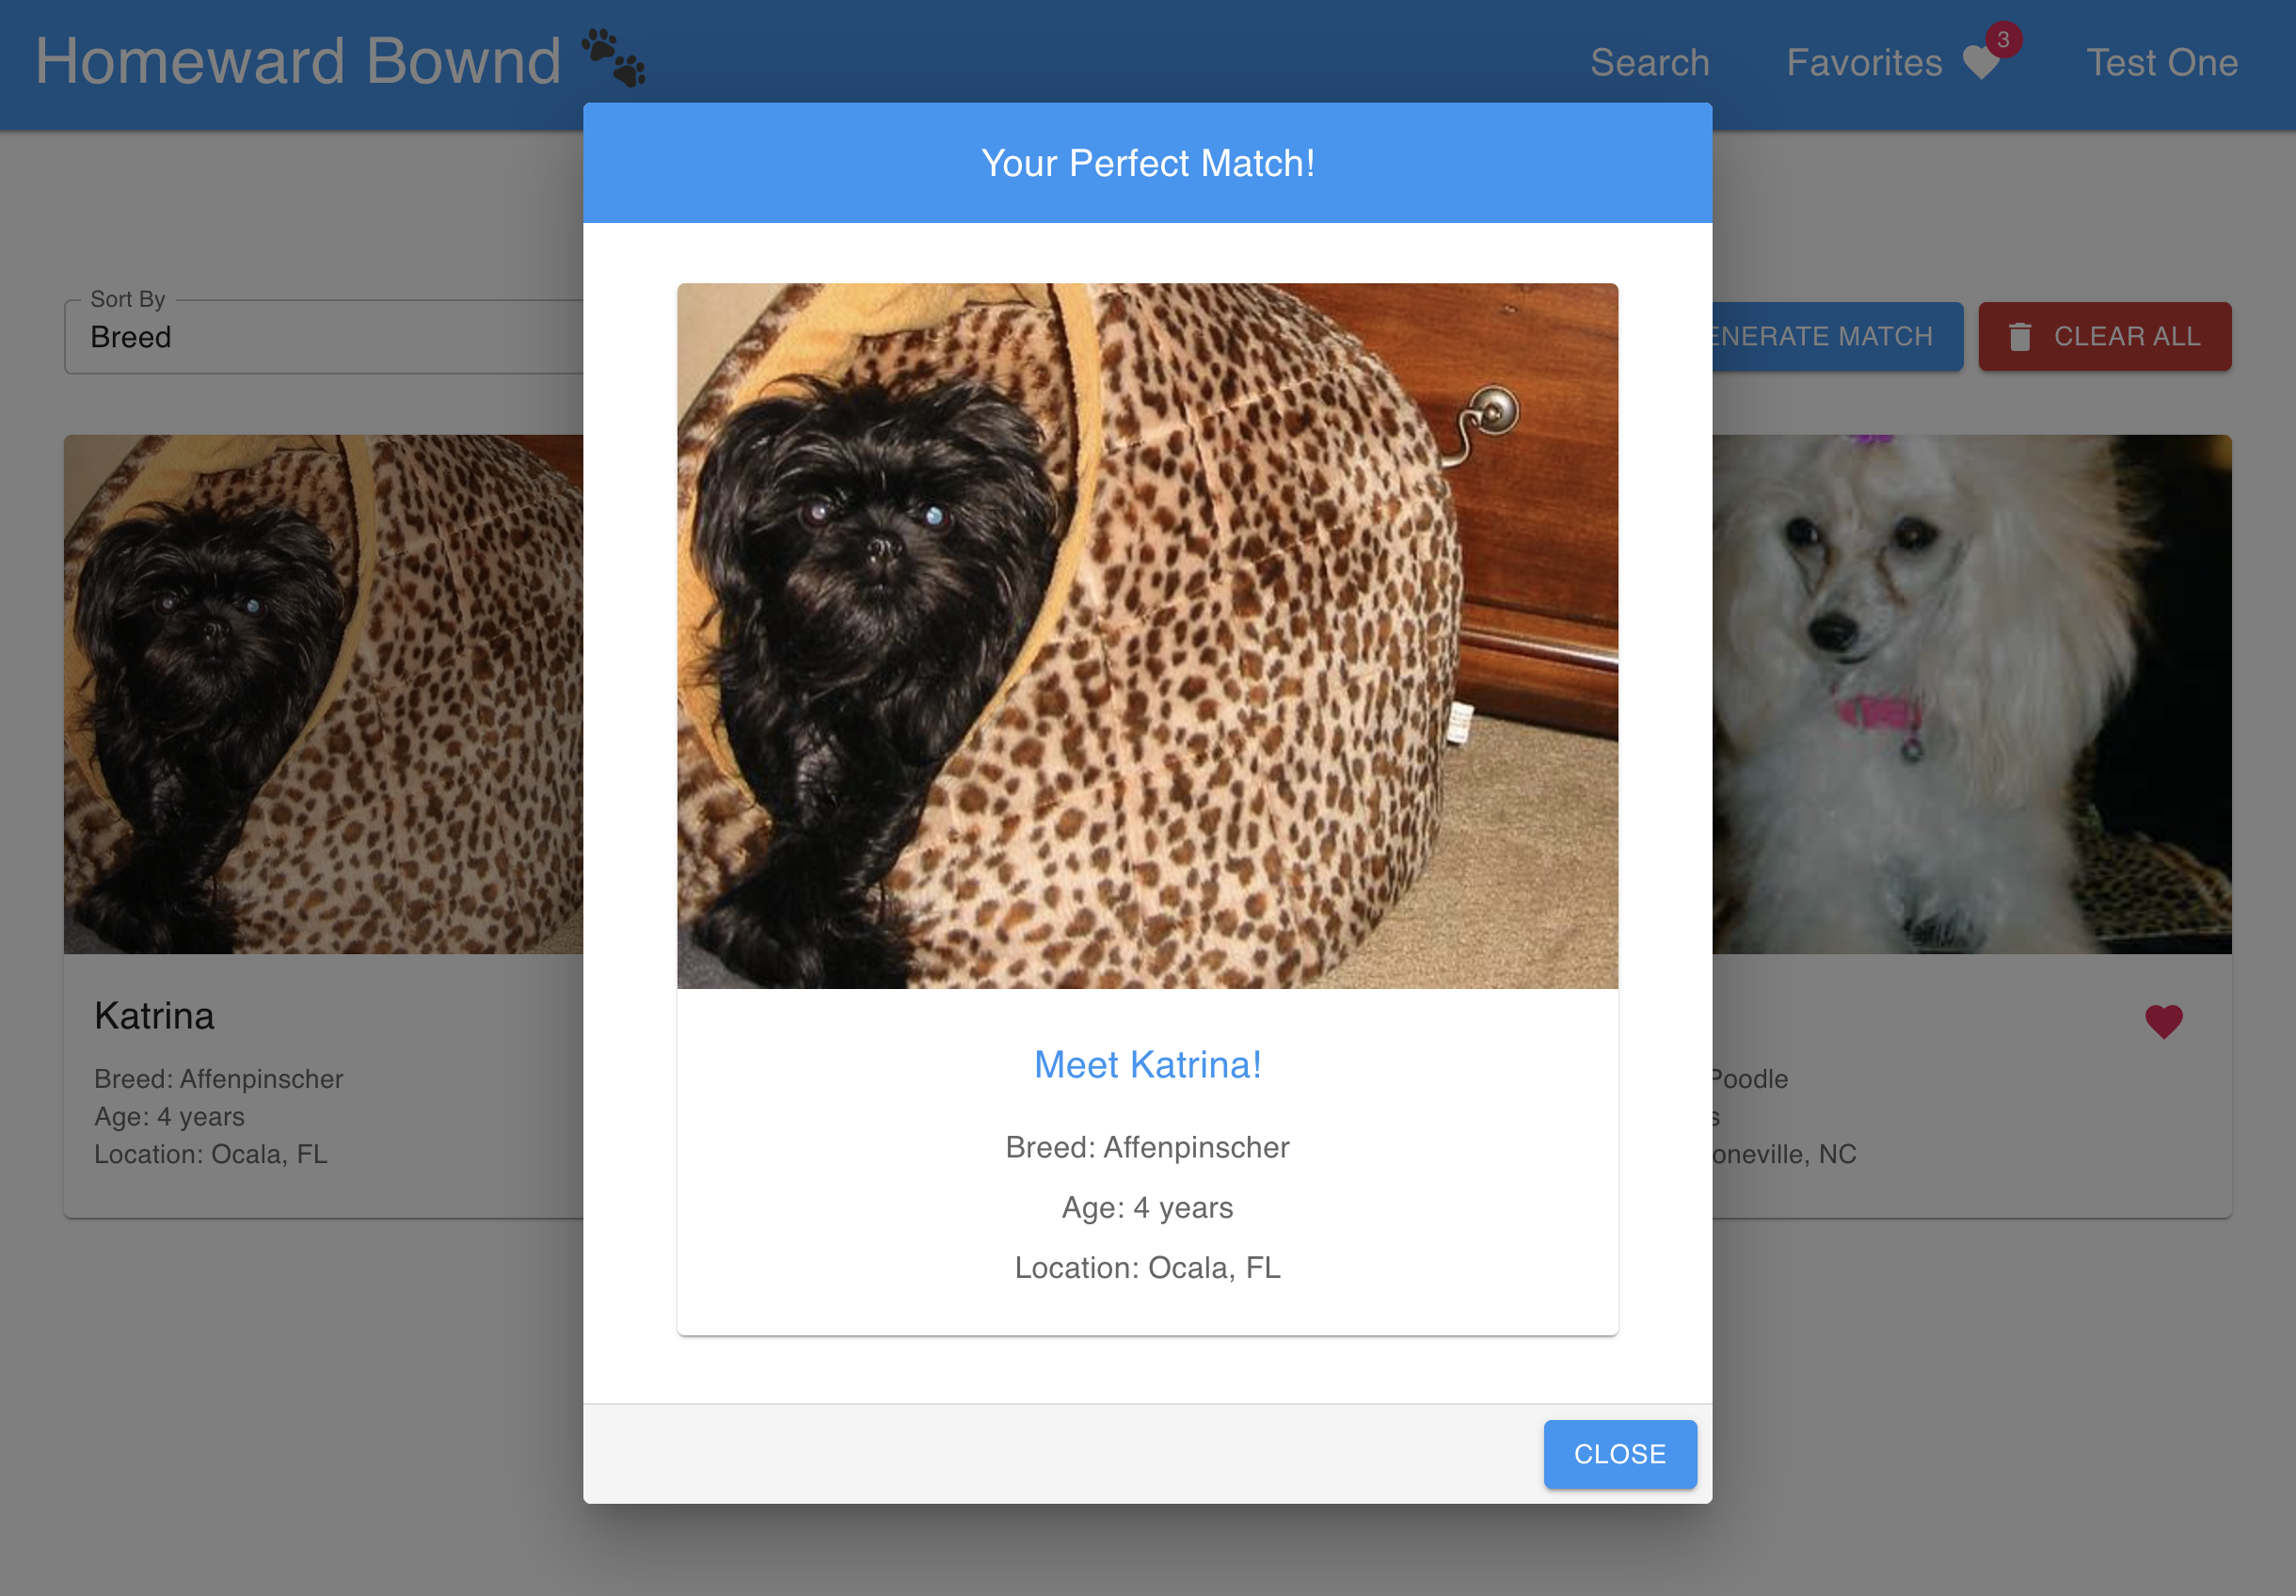 Homeward Bownd
Search
Favorites
3
Test One
Your Perfect Match!
Sort By
Breed
MATCH
CLEAR ALL
Katrina
Breed: Affenpinscher
Age: 4 years
Location: Ocala, FL
Meet Katrina!
Breed: Affenpinscher
Age: 4 years
Location: Ocala, FL
Poodle
NC
CLOSE